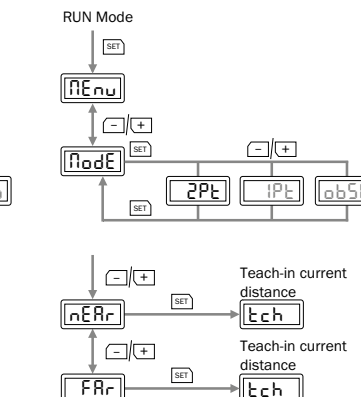 RUN Mode
SET
MEnu
- / +
SET
- / +
ModE
2Pt
1Pt
SET
- / +
Teach-in current
distance
nEAr
SET
tch
- / +
Teach-in current
distance
FAr
SET
tch